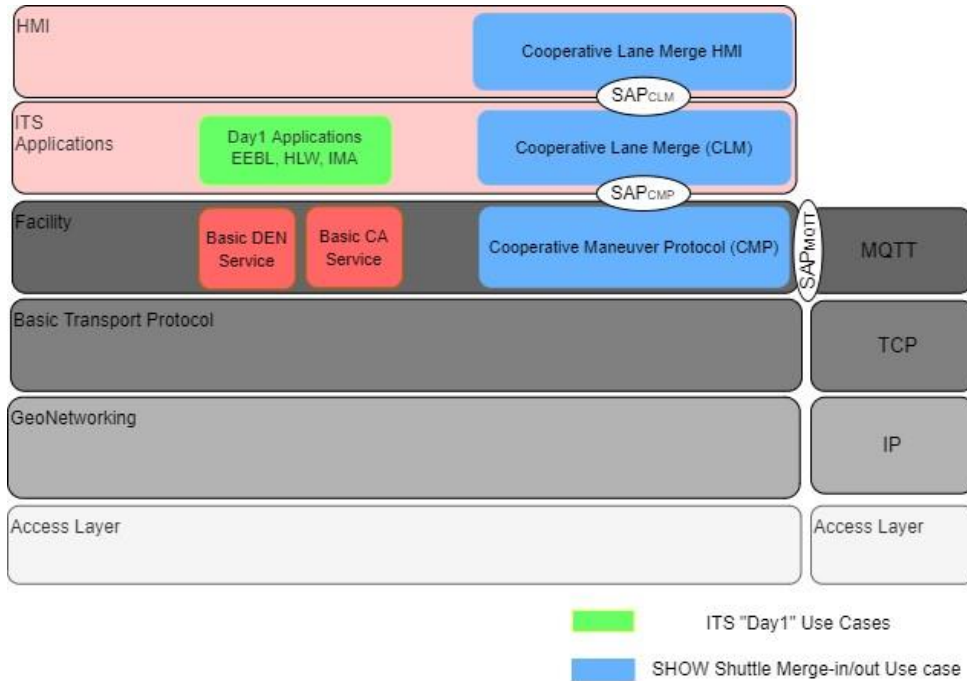 HMI
Cooperative Lane Merge HMI
SAPCLM
ITS
Applications
Day1 Applications
EEBL, HLW, IMA
Cooperative Lane Merge (CLM)
SAPCMP
Facility
Basic DEN
Service
Basic CA
Service
Cooperative Maneuver Protocol (CMP)
SAPMQTT
MQTT
Basic Transport Protocol
TCP
GeoNetworking
IP
Access Layer
Access Layer
ITS "Day1" Use Cases
SHOW Shuttle Merge-in/out Use case